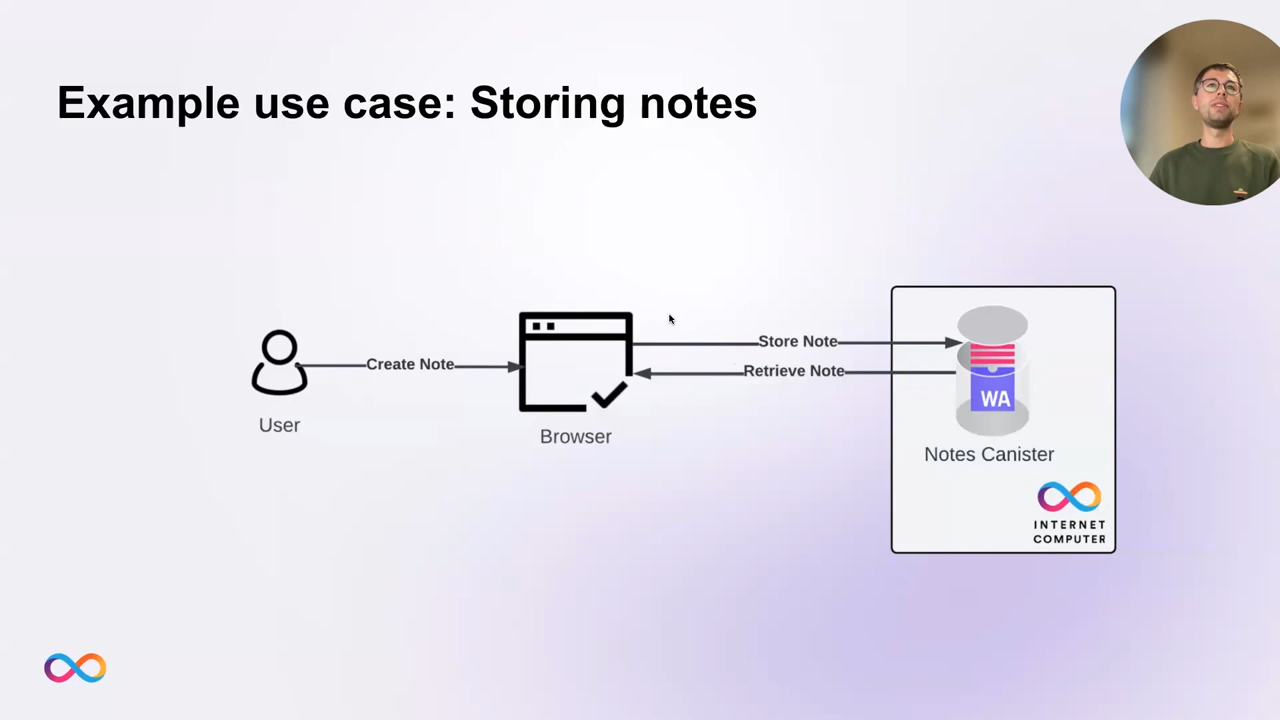 Example use case: Storing notes
Create Note
Store Note
Retrieve Note
WA
User
Browser
Notes Canister
INTERNET
COMPUTER